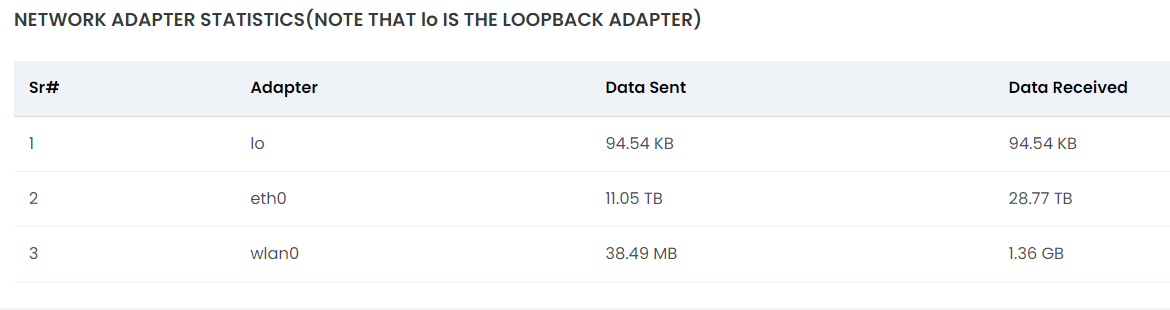 NETWORK ADAPTER STATISTICS(NOTE THAT lo IS THE LOOPBACK ADAPTER)
Sr# Adapter Data Sent Data Received
1 lo 94.54 KB 94.54 KB
2 eth0 11.05 TB 28.77 TB
3 wlan0 38.49 MB 1.36 GB